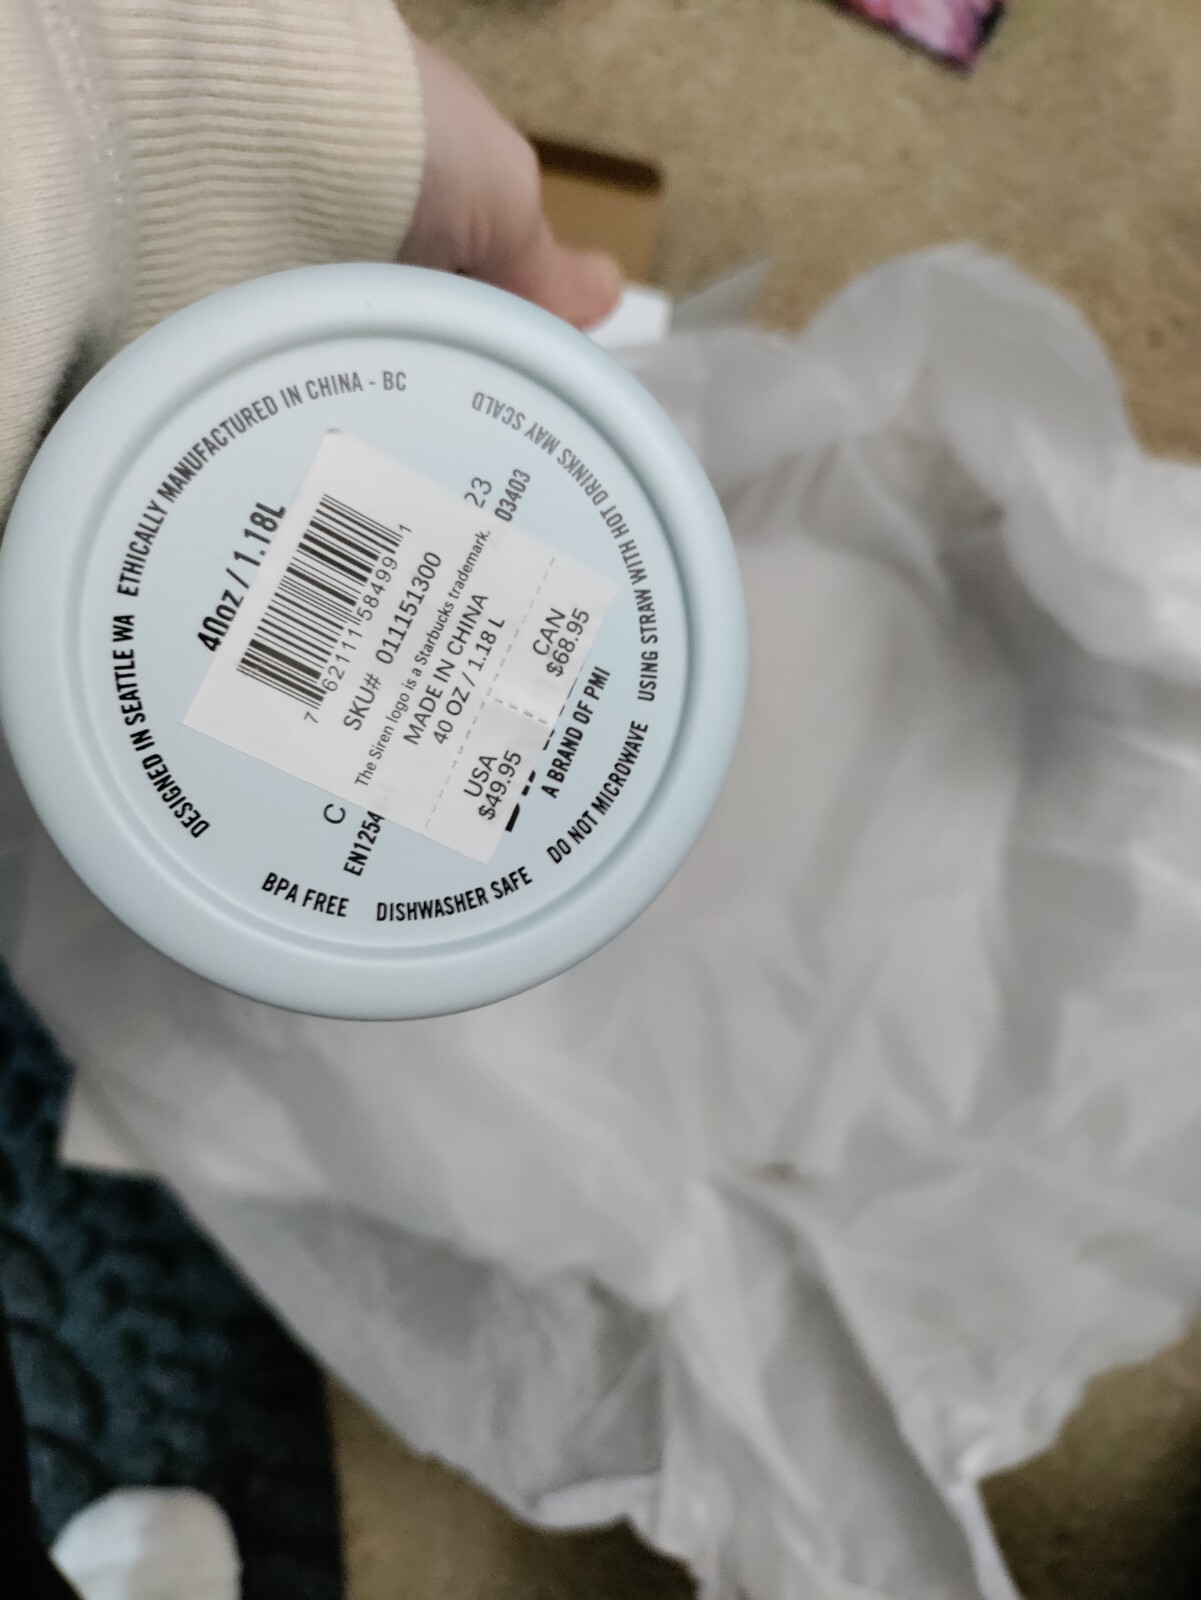 DESIGNED IN SEATTLE WA
ETHICALLY MANUFACTURED IN CHINA - BC
USING STRAW WITH HOT DRINKS MAY SCALD
40oz / 1.18L
7 62111 58499 1
SKU# 011151300
The Siren logo is a Starbucks trademark.
MADE IN CHINA
40 OZ / 1.18 L
USA
$49.95
CAN
$68.95
C
23
EN1254
03403
A BRAND OF PMI
BPA FREE
DISHWASHER SAFE
DO NOT MICROWAVE